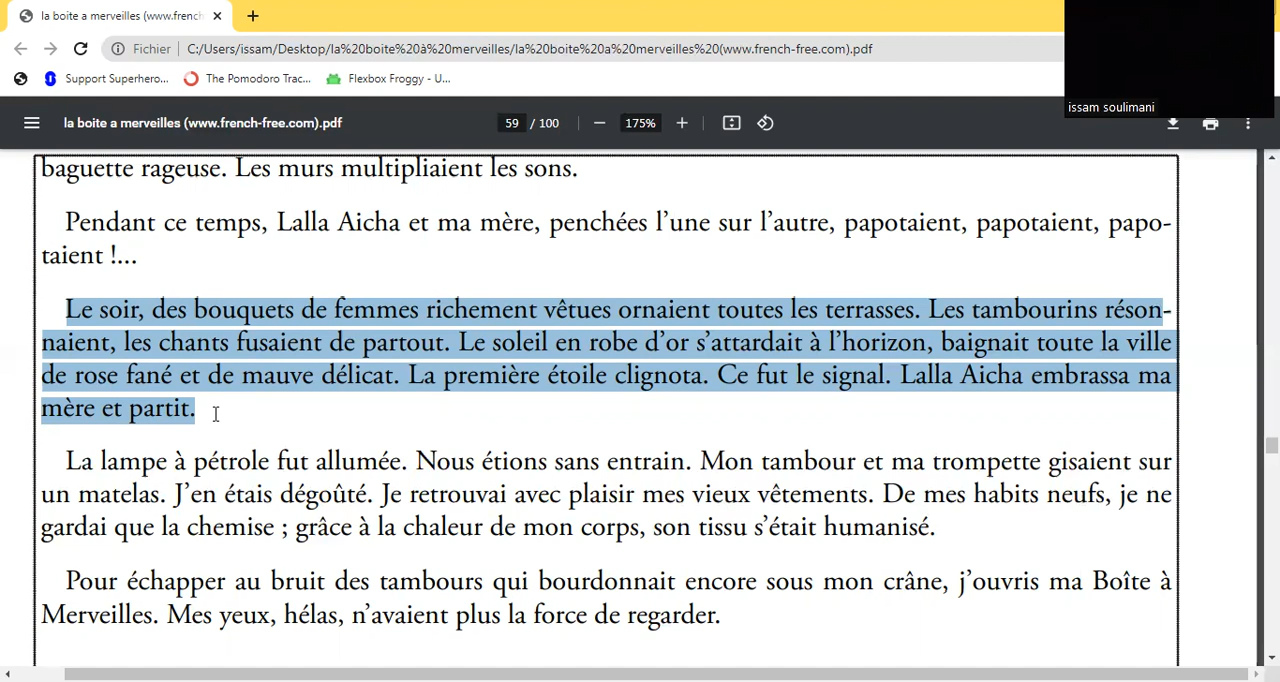 la boite a merveilles (www.french
Fichier C:/Users/issam/Desktop/la%20boite%20à%20merveilles/la%20boite%20a%20merveilles%20(www.french-free.com).pdf
Support Superhero... The Pomodoro Trac... Flexbox Froggy - U...
issam soulimani
la boite a merveilles (www.french-free.com).pdf 59 / 100 175%
baguette rageuse. Les murs multipliaient les sons.
Pendant ce temps, Lalla Aicha et ma mère, penchées l’une sur l’autre, papotaient, papotaient, papo-
taient !...
Le soir, des bouquets de femmes richement vêtues ornaient toutes les terrasses. Les tambourins réson-
naient, les chants fusaient de partout. Le soleil en robe d’or s’attardait à l’horizon, baignait toute la ville
de rose fané et de mauve délicat. La première étoile clignota. Ce fut le signal. Lalla Aicha embrassa ma
mère et partit.
La lampe à pétrole fut allumée. Nous étions sans entrain. Mon tambour et ma trompette gisaient sur
un matelas. J’en étais dégoûté. Je retrouvai avec plaisir mes vieux vêtements. De mes habits neufs, je ne
gardai que la chemise ; grâce à la chaleur de mon corps, son tissu s’était humanisé.
Pour échapper au bruit des tambours qui bourdonnait encore sous mon crâne, j’ouvris ma Boîte à
Merveilles. Mes yeux, hélas, n’avaient plus la force de regarder.